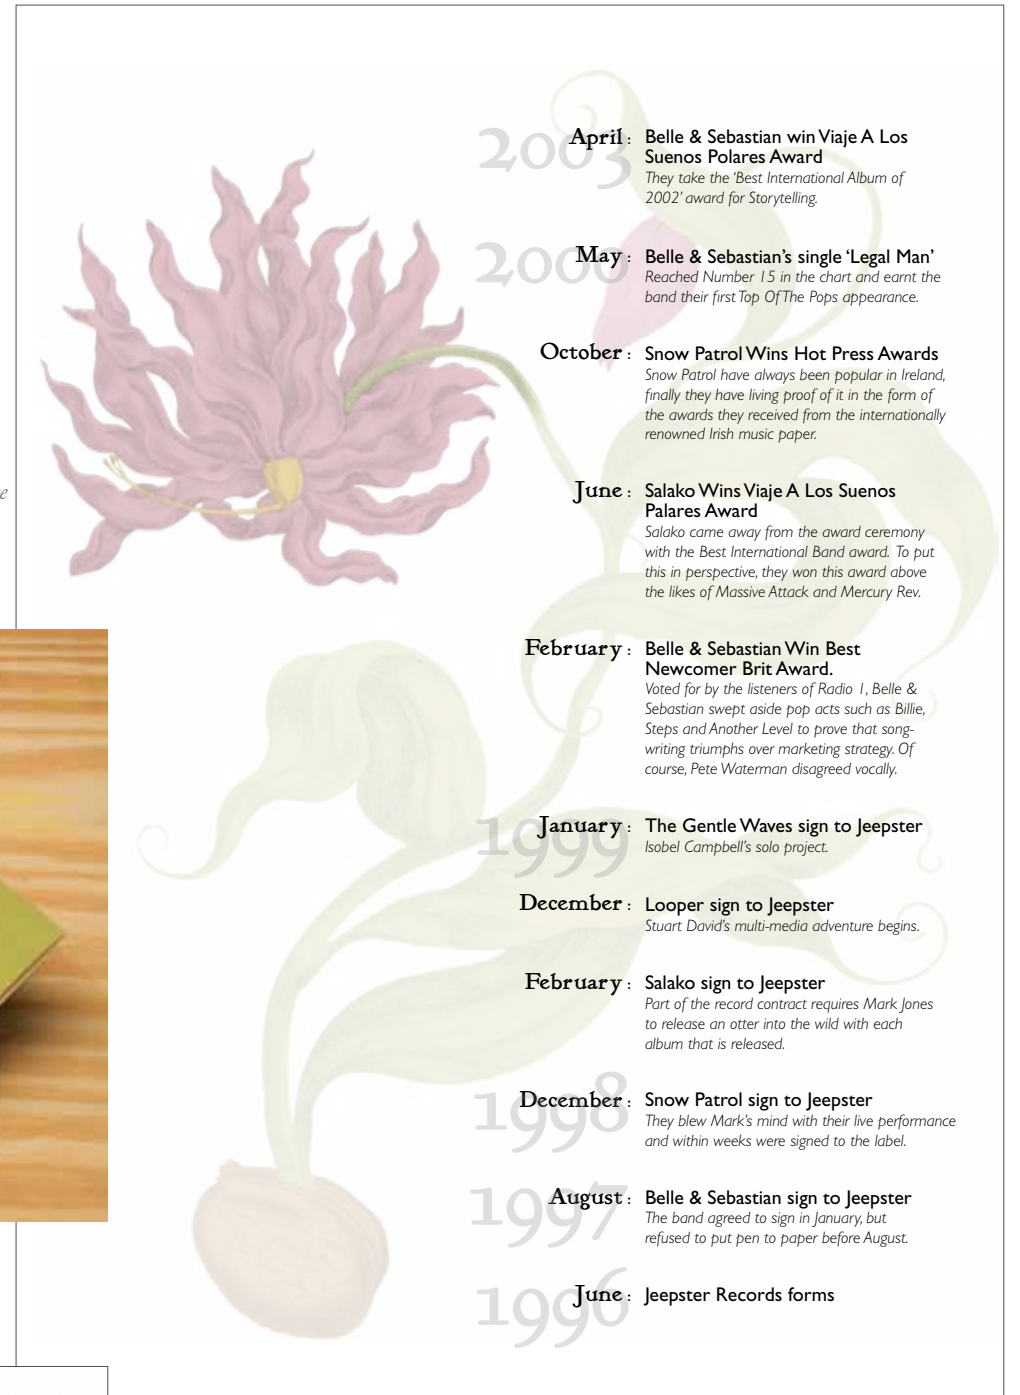 2003
April : Belle & Sebastian win Viaje A Los
Suenos Polares Award
They take the ‘Best International Album of
2002’ award for Storytelling.
2000
May : Belle & Sebastian’s single ‘Legal Man’
Reached Number 15 in the chart and earnt the
band their first Top Of The Pops appearance.
October : Snow Patrol Wins Hot Press Awards
Snow Patrol have always been popular in Ireland,
finally they have living proof of it in the form of
the awards they received from the internationally
renowned Irish music paper.
June : Salako Wins Viaje A Los Suenos
Palares Award
Salako came away from the award ceremony
with the Best International Band award. To put
this in perspective, they won this award above
the likes of Massive Attack and Mercury Rev.
February : Belle & Sebastian Win Best
Newcomer Brit Award.
Voted for by the listeners of Radio 1, Belle &
Sebastian swept aside pop acts such as Billie,
Steps and Another Level to prove that song-
writing triumphs over marketing strategy. Of
course, Pete Waterman disagreed vocally.
1999
January : The Gentle Waves sign to Jeepster
Isobel Campbell’s solo project.
December : Looper sign to Jeepster
Stuart David’s multi-media adventure begins.
February : Salako sign to Jeepster
Part of the record contract requires Mark Jones
to release an otter into the wild with each
album that is released.
1998
December : Snow Patrol sign to Jeepster
They blew Mark’s mind with their live performance
and within weeks were signed to the label.
1997
August : Belle & Sebastian sign to Jeepster
The band agreed to sign in January, but
refused to put pen to paper before August.
1996
June : Jeepster Records forms